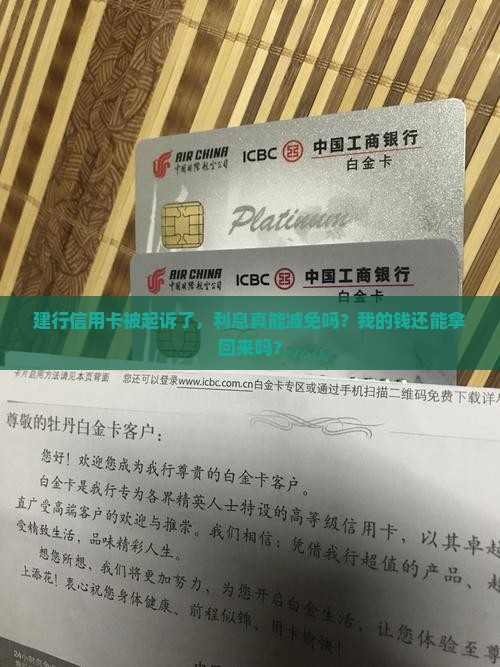 AIR CHINA
中国国际航空公司
ICBC 中国工商银行
白金卡
Platinum
AIR CHINA
中国国际航空公司
ICBC 中国工商银行
白金卡
建行信用卡被起诉了，利息真能减免吗？我的钱还能拿
回来吗？
卡片启用方法请见本页背面
您还可以登录www.icbc.com.cn白金卡专区或通过手机扫描二维码免费下载详
尊敬的牡丹白金卡客户：
您好！欢迎您成为我行尊贵的白金卡客户。
白金卡是我行专为各界精英人士特设的高等级信用卡，以其卓越
直广受高端客户的欢迎与推崇。我们相信：凭借我行超值的产品、超
受精致生活，品味精彩人生。
想您所想，我们将更加努力，为您开启白金生活，让您体验至尊
上添花！衷心祝您身体健康、前程似锦、用卡愉快！
24小时